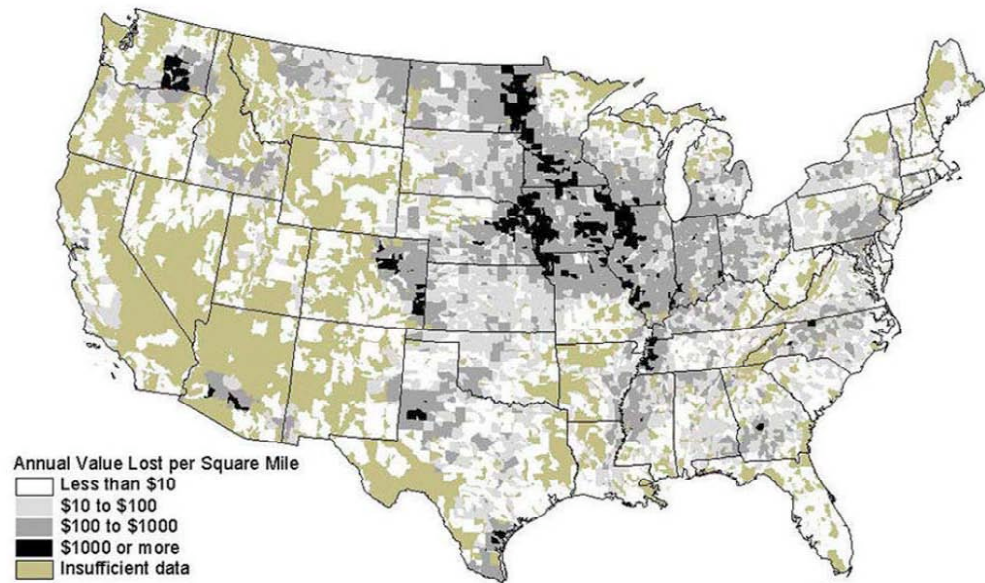 Annual Value Lost per Square Mile
Less than $10
$10 to $100
$100 to $1000
$1000 or more
Insufficient data